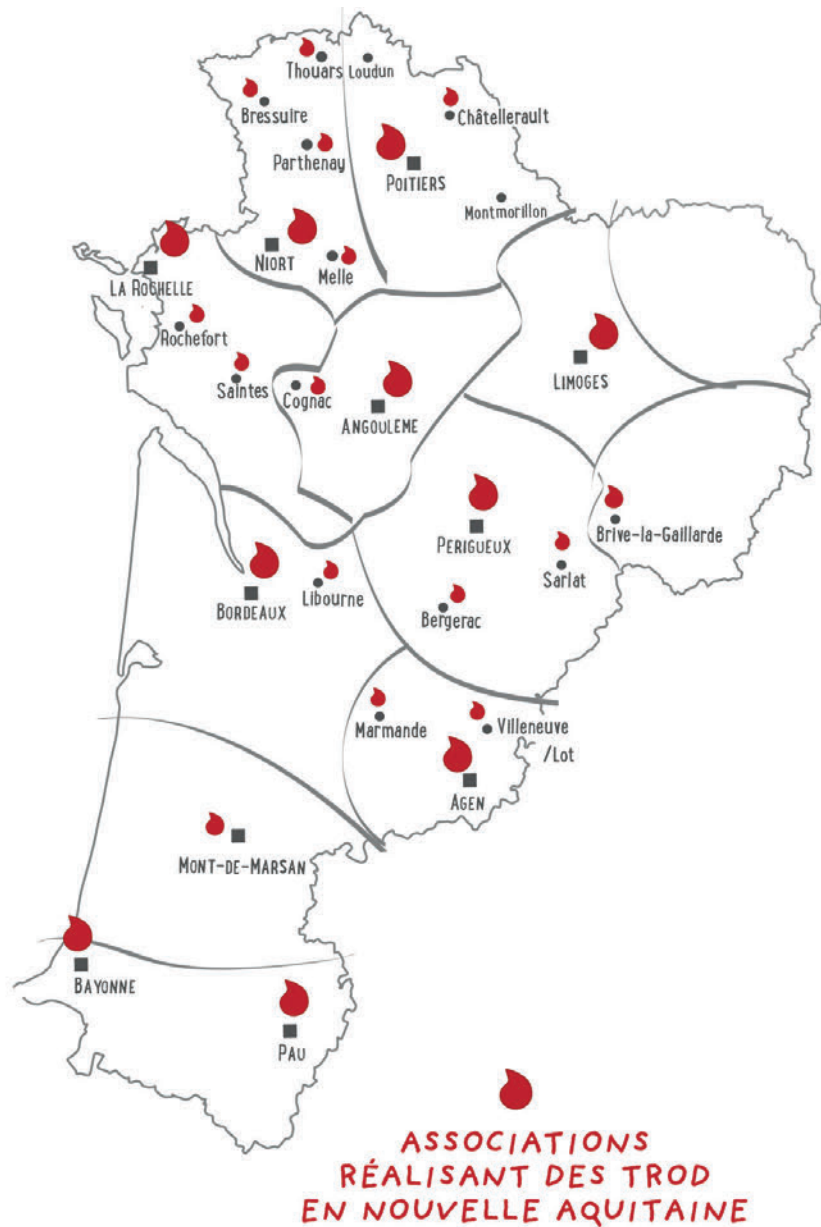 Thouars
Loudun
Bressuire
Châtellerault
Parthenay
POITIERS
Montmorillon
NIORT
Melle
LA ROCHELLE
Rochefort
Saintes
Cognac
ANGOULEME
LIMOGES
PERIGUEUX
Brive-la-Gaillarde
Sarlat
BORDEAUX
Libourne
Bergerac
Marmande
Villeneuve
/Lot
AGEN
MONT-DE-MARSAN
BAYONNE
PAU
ASSOCIATIONS
RÉALISANT DES TROD
EN NOUVELLE AQUITAINE